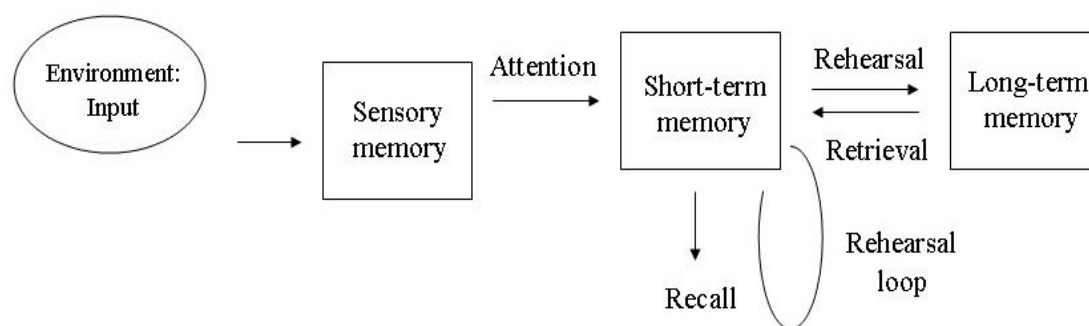 Environment:
Input
Sensory
memory
Attention
Short-term
memory
Rehearsal
Retrieval
Long-term
memory
Recall
Rehearsal
loop